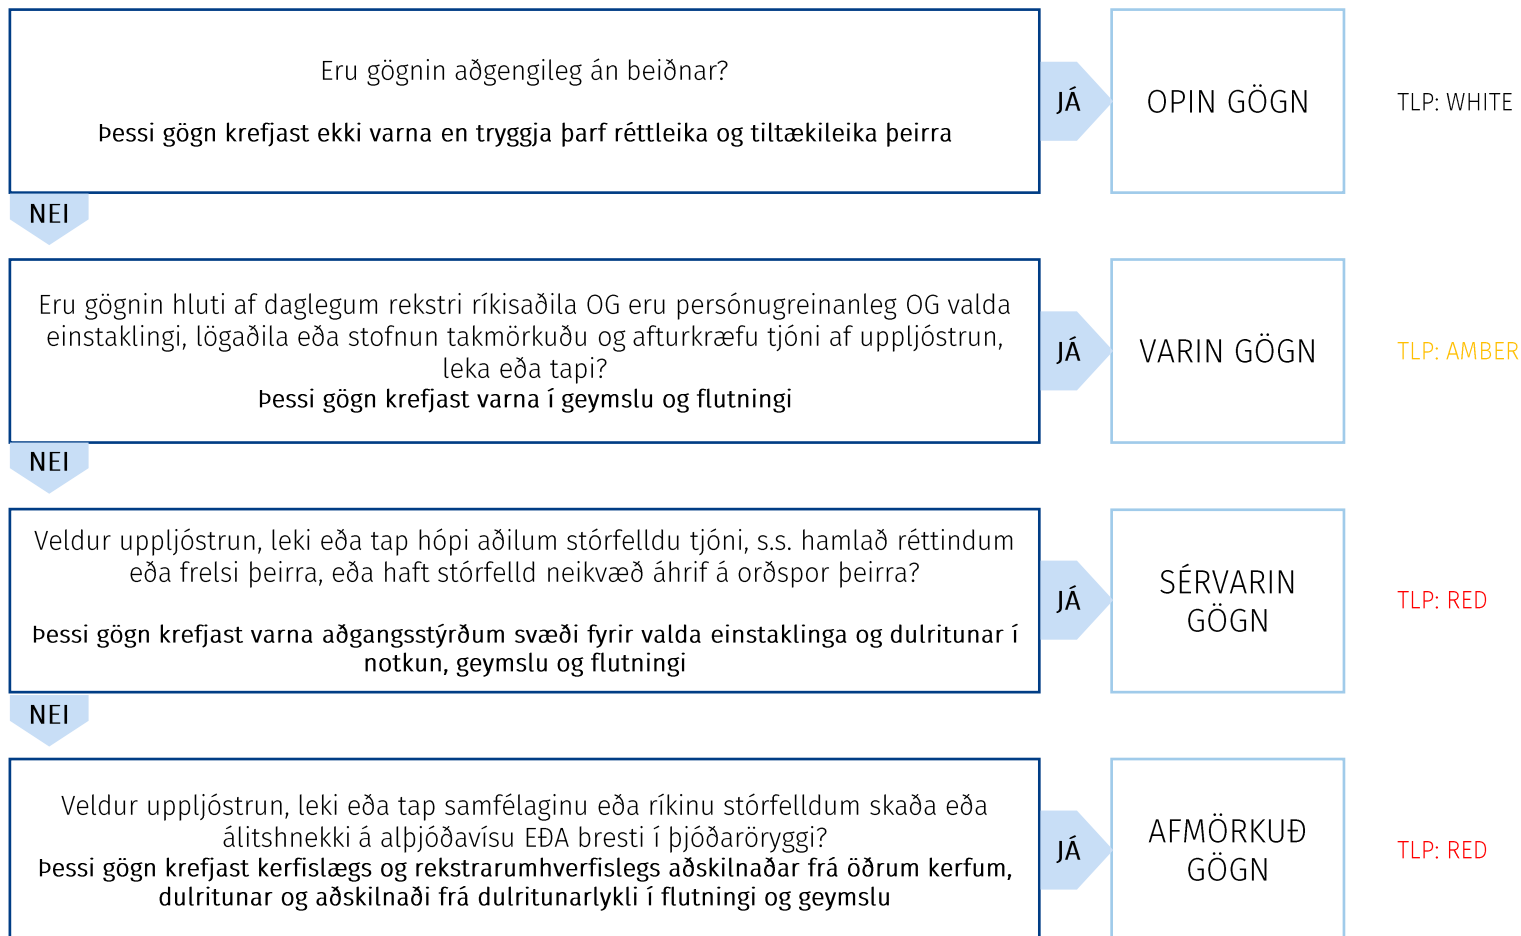 Eru gögnin aðgengileg án beiðnar?
Þessi gögn krefjast ekki varna en tryggja þarf réttleika og tiltækileika þeirra
JÁ
OPIN GÖGN
TLP: WHITE
NEI
Eru gögnin hluti af daglegum rekstri ríkisaðila OG eru persónugreinanleg OG valda
einstaklingi, lögaðila eða stofnun takmörkuðu og afturkræfu tjóni af uppljóstrun,
leka eða tapi?
Þessi gögn krefjast varna í geymslu og flutningi
JÁ
VARIN GÖGN
TLP: AMBER
NEI
Veldur uppljóstrun, leki eða tap hópi aðilum stórfelldu tjóni, s.s. hamlað réttindum
eða frelsi þeirra, eða haft stórfelld neikvæð áhrif á orðspor þeirra?
Þessi gögn krefjast varna aðgangsstýrðum svæði fyrir valda einstaklinga og dulritunar í
notkun, geymslu og flutningi
JÁ
SÉRVARIN
GÖGN
TLP: RED
NEI
Veldur uppljóstrun, leki eða tap samfélaginu eða ríkinu stórfelldum skaða eða
álitshnekki á alþjóðavísu EÐA bresti í þjóðaröryggi?
Þessi gögn krefjast kerfislægs og rekstrarumhverfislegs aðskilnaðar frá öðrum kerfum,
dulritunar og aðskilnaði frá dulritunarlykli í flutningi og geymslu
JÁ
AFMÖRKUÐ
GÖGN
TLP: RED